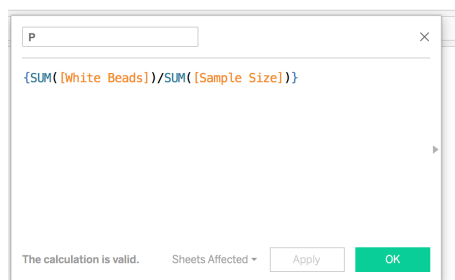 P
{SUM([White Beads])/SUM([Sample Size])}
The calculation is valid. Sheets Affected Apply OK